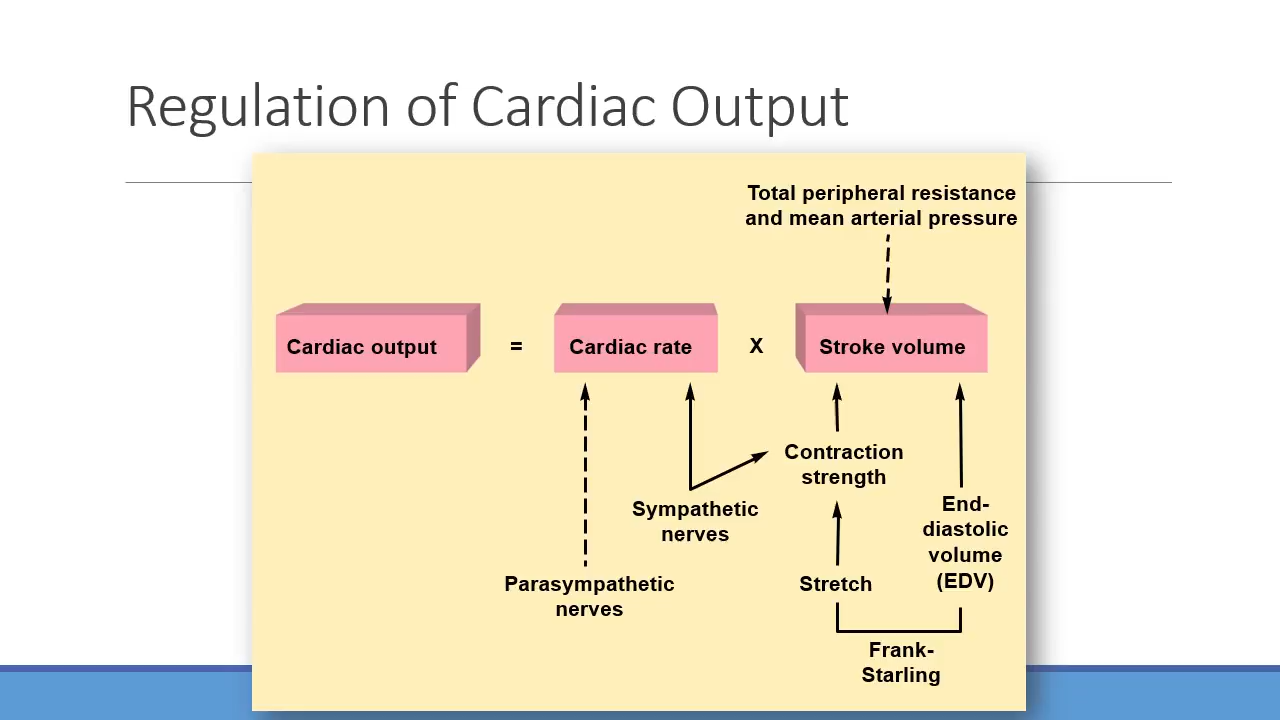 Regulation of Cardiac Output
Total peripheral resistance
and mean arterial pressure
Cardiac output
=
Cardiac rate
X
Stroke volume
Contraction
strength
Sympathetic
nerves
End-
diastolic
volume
(EDV)
Parasympathetic
nerves
Stretch
Frank-
Starling